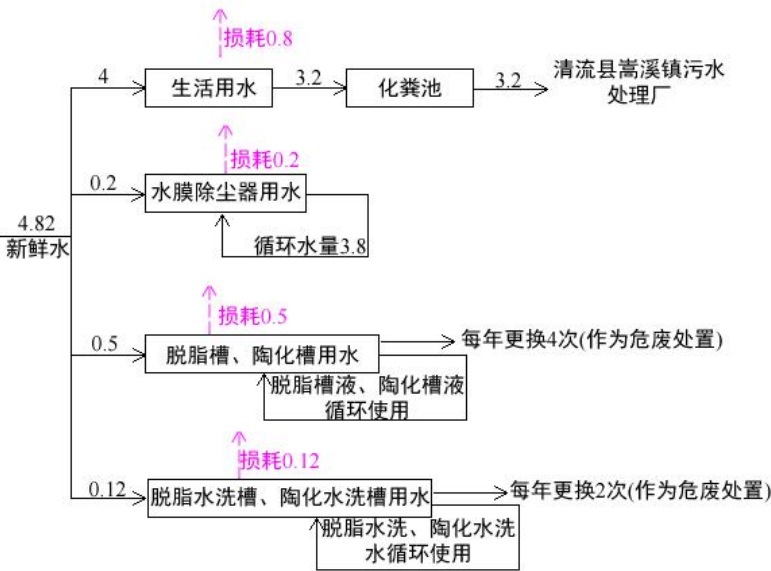 损耗0.8
4
生活用水
3.2
化粪池
3.2
清流县嵩溪镇污水
处理厂
损耗0.2
0.2
水膜除尘器用水
循环水量3.8
4.82
新鲜水
损耗0.5
0.5
脱脂槽、陶化槽用水
每年更换4次(作为危废处置)
脱脂槽液、陶化槽液
循环使用
损耗0.12
0.12
脱脂水洗槽、陶化水洗槽用水
每年更换2次(作为危废处置)
脱脂水洗、陶化水洗
水循环使用